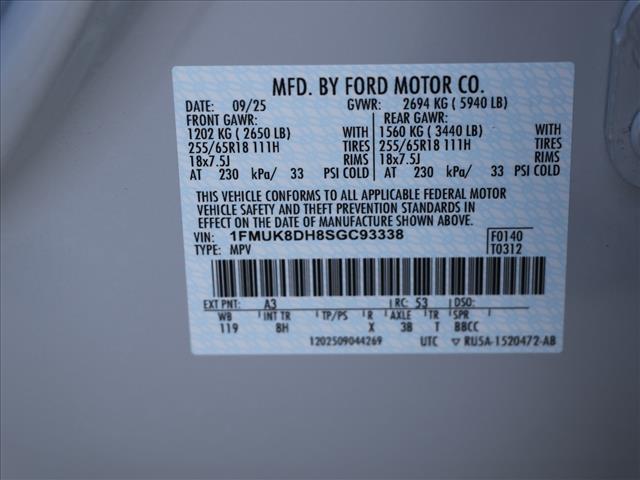 MFD. BY FORD MOTOR CO.
DATE: 09/25 GVWR: 2694 KG ( 5940 LB)
FRONT GAWR: REAR GAWR:
1202 KG ( 2650 LB) WITH 1560 KG ( 3440 LB) WITH
255/65R18 111H TIRES 255/65R18 111H TIRES
18x7.5J RIMS 18x7.5J RIMS
AT 230 kPa/ 33 PSI COLD AT 230 kPa/ 33 PSI COLD
THIS VEHICLE CONFORMS TO ALL APPLICABLE FEDERAL MOTOR
VEHICLE SAFETY AND THEFT PREVENTION STANDARDS IN
EFFECT ON THE DATE OF MANUFACTURE SHOWN ABOVE.
VIN: 1FMUK8DH8SGC93338 F0140
TYPE: MPV T0312
EXT PNT: A3 RC: 53 DSO:
WB INT TR TP/PS R AXLE TR SPR
119 8H X 38 T BBCC
1202509044269 UTC ▽ RU5A-1520472-AB